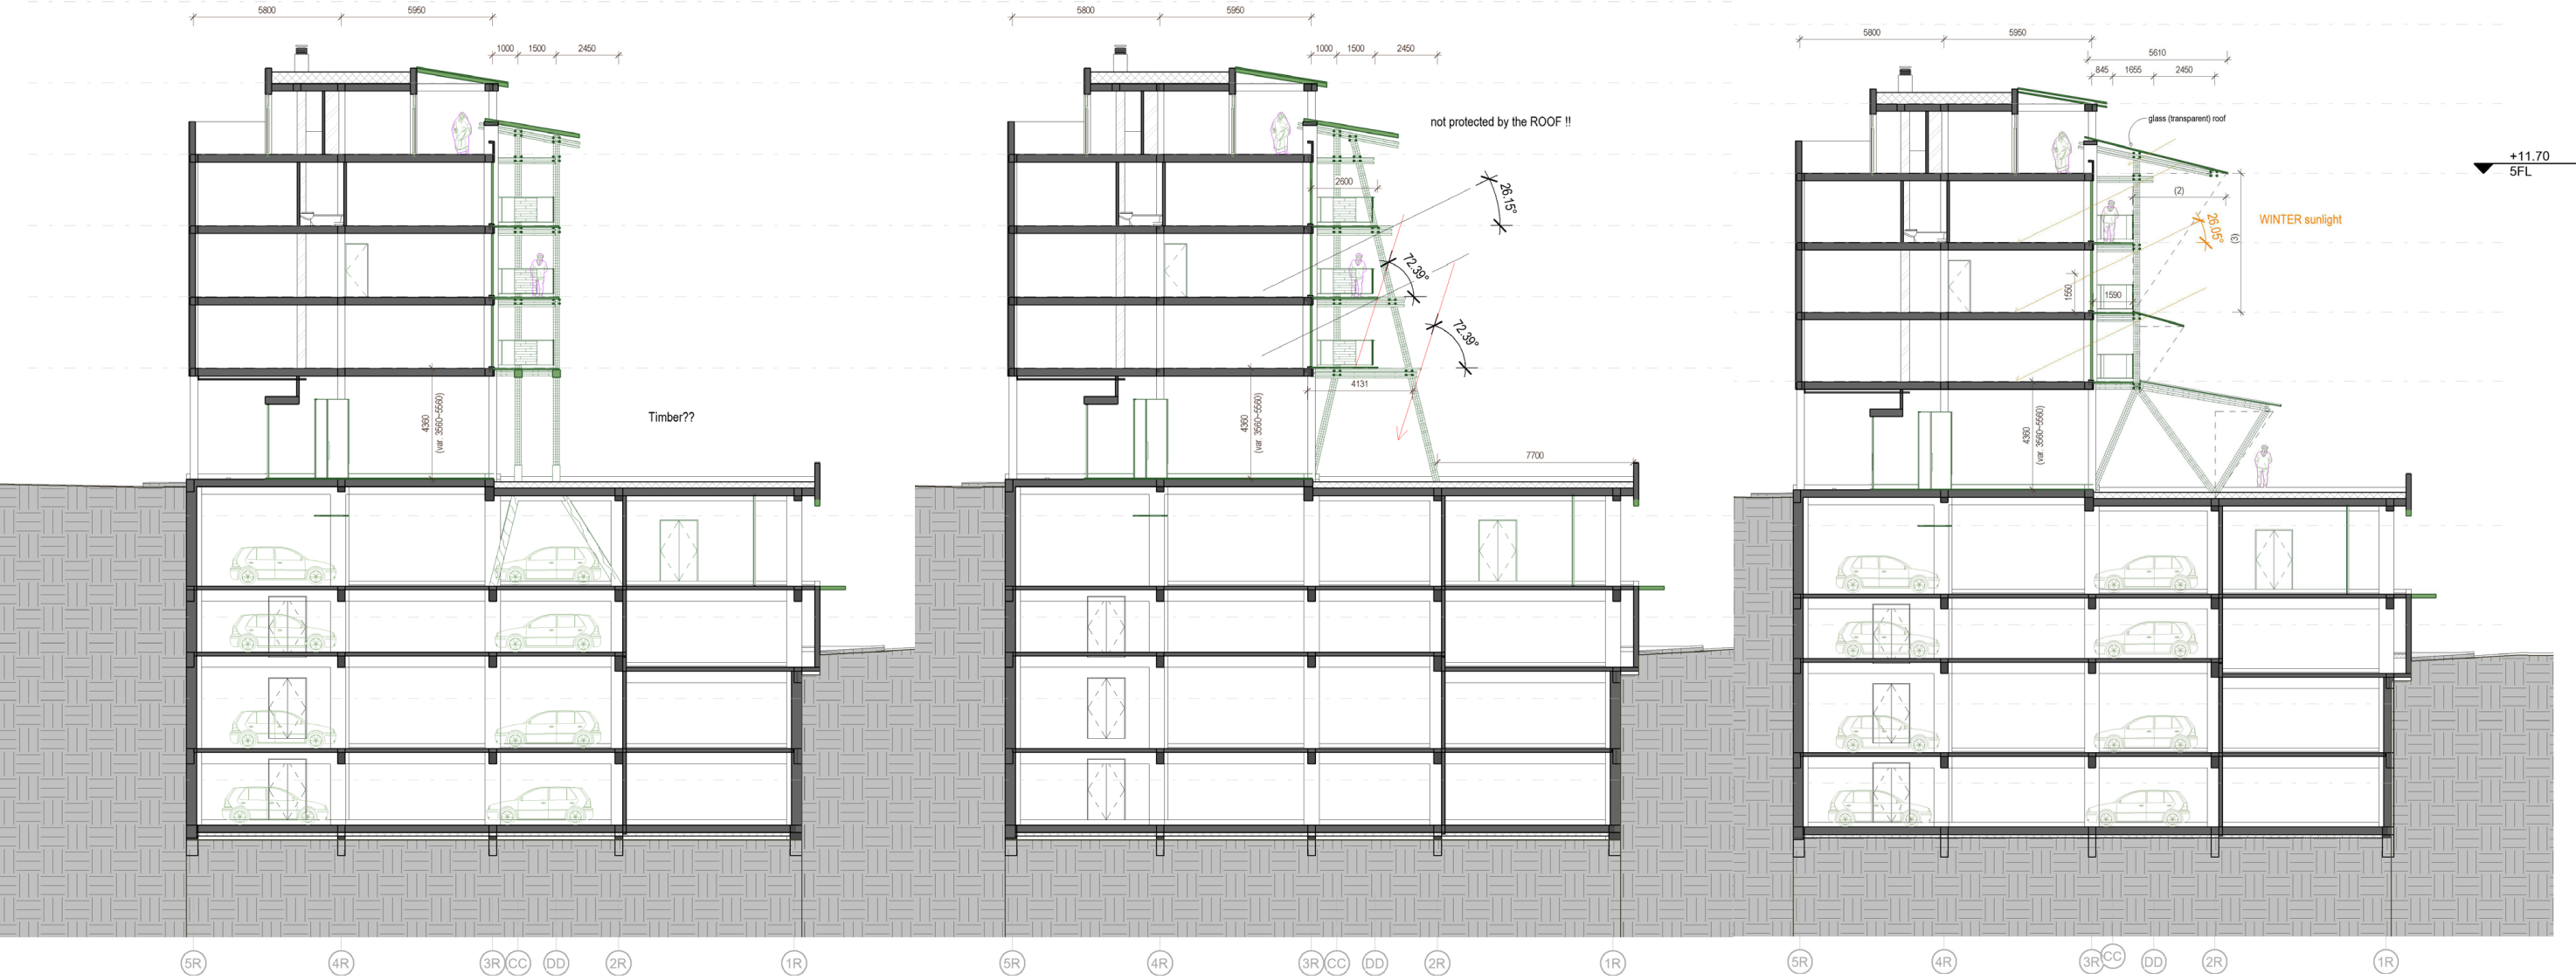 5800
5950
1000
1500
2450
Timber??
4360
(var. 3560~5560)
5R
4R
3R
CC
DD
2R
1R
5800
5950
1000
1500
2450
not protected by the ROOF !!
2600
26.15°
72.39°
72.39°
4131
4360
(var. 3560~5560)
7700
5R
4R
3R
CC
DD
2R
1R
5800
5950
5610
845
1655
2450
glass (transparent) roof
+11.70
5FL
(2)
WINTER sunlight
26.05°
(3)
1550
1590
4360
(var. 3560~5560)
5R
4R
3R
CC
DD
2R
1R